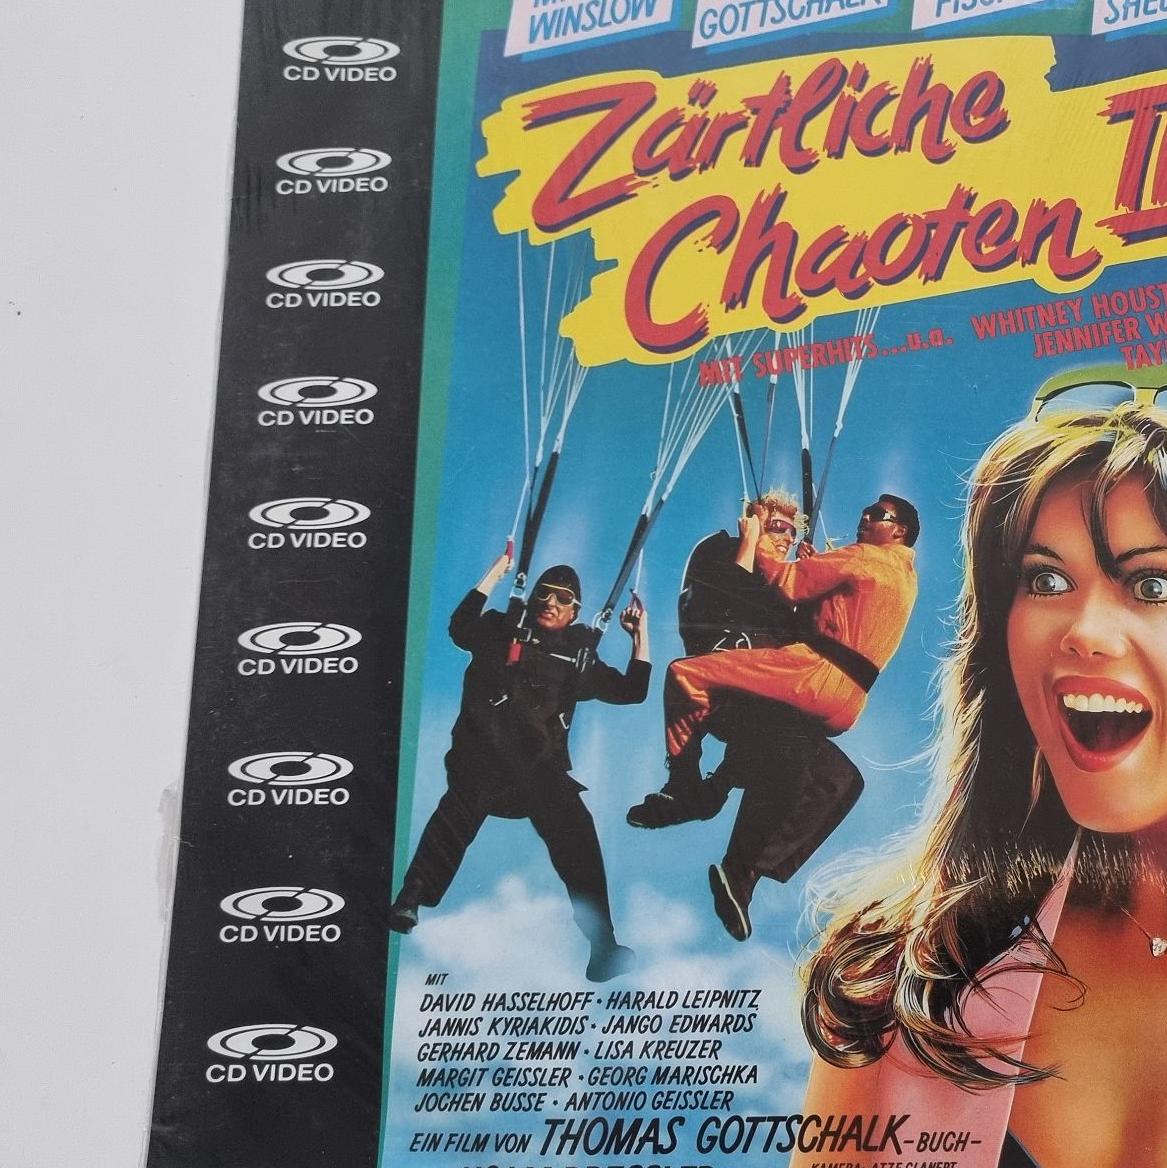 CD VIDEO
CD VIDEO
CD VIDEO
CD VIDEO
CD VIDEO
CD VIDEO
CD VIDEO
CD VIDEO
CD VIDEO
WINSLOW
GOTTSCHALK
Zärtliche
Chaoten II
MIT SUPERHITS...u.a. WHITNEY HOUST
JENNIFER W
TAY
MIT
DAVID HASSELHOFF · HARALD LEIPNITZ
JANNIS KYRIAKIDIS · JANGO EDWARDS
GERHARD ZEMANN · LISA KREUZER
MARGIT GEISSLER · GEORG MARISCHKA
JOCHEN BUSSE · ANTONIO GEISSLER
EIN FILM VON THOMAS GOTTSCHALK - BUCH -